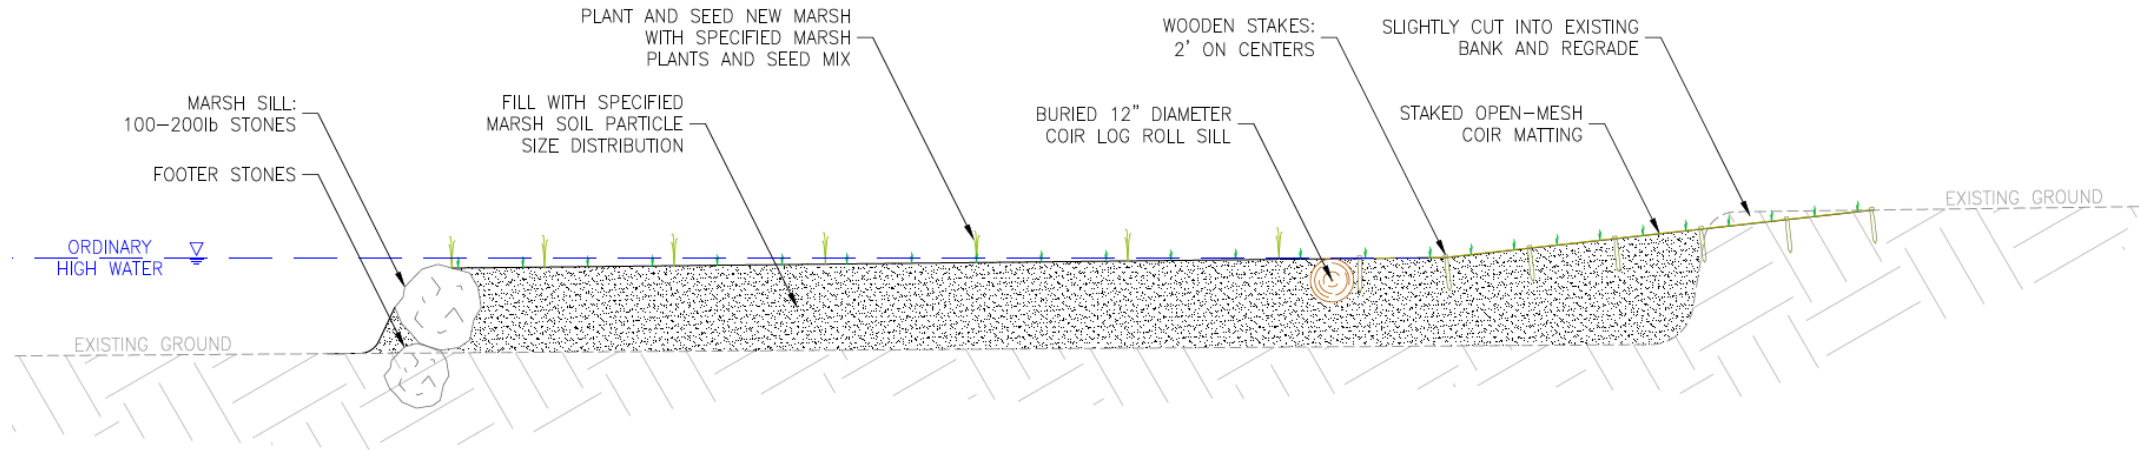 PLANT AND SEED NEW MARSH
WITH SPECIFIED MARSH
PLANTS AND SEED MIX
WOODEN STAKES:
2' ON CENTERS
SLIGHTLY CUT INTO EXISTING
BANK AND REGRADE
MARSH SILL:
100-200lb STONES
FILL WITH SPECIFIED
MARSH SOIL PARTICLE
SIZE DISTRIBUTION
BURIED 12" DIAMETER
COIR LOG ROLL SILL
STAKED OPEN-MESH
COIR MATTING
FOOTER STONES
EXISTING GROUND
ORDINARY
HIGH WATER
EXISTING GROUND